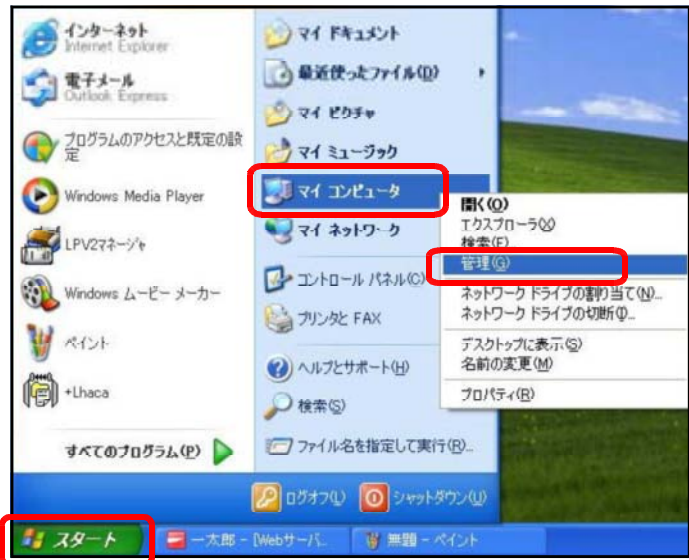 インターネット
Internet Explorer
電子メール
Outlook Express
プログラムのアクセスと既定の設
定
Windows Media Player
LPV2マネージャ
Windows ムービー メーカー
ペイント
+Lhaca
すべてのプログラム(P)
マイ ドキュメント
最近使ったファイル(D)
マイ ピクチャ
マイ ミュージック
マイ コンピュータ
マイ ネットワーク
コントロール パネル(C)
プリンタと FAX
ヘルプとサポート(H)
検索(S)
ファイル名を指定して実行(R)...
開く(O)
エクスプローラ(X)
検索(E)
管理(G)
ネットワーク ドライブの割り当て(N)...
ネットワーク ドライブの切断(I)...
デスクトップに表示(S)
名前の変更(M)
プロパティ(R)
ログオフ(L)
シャットダウン(U)
スタート
一太郎 - [Webサーバ...
無題 - ペイント